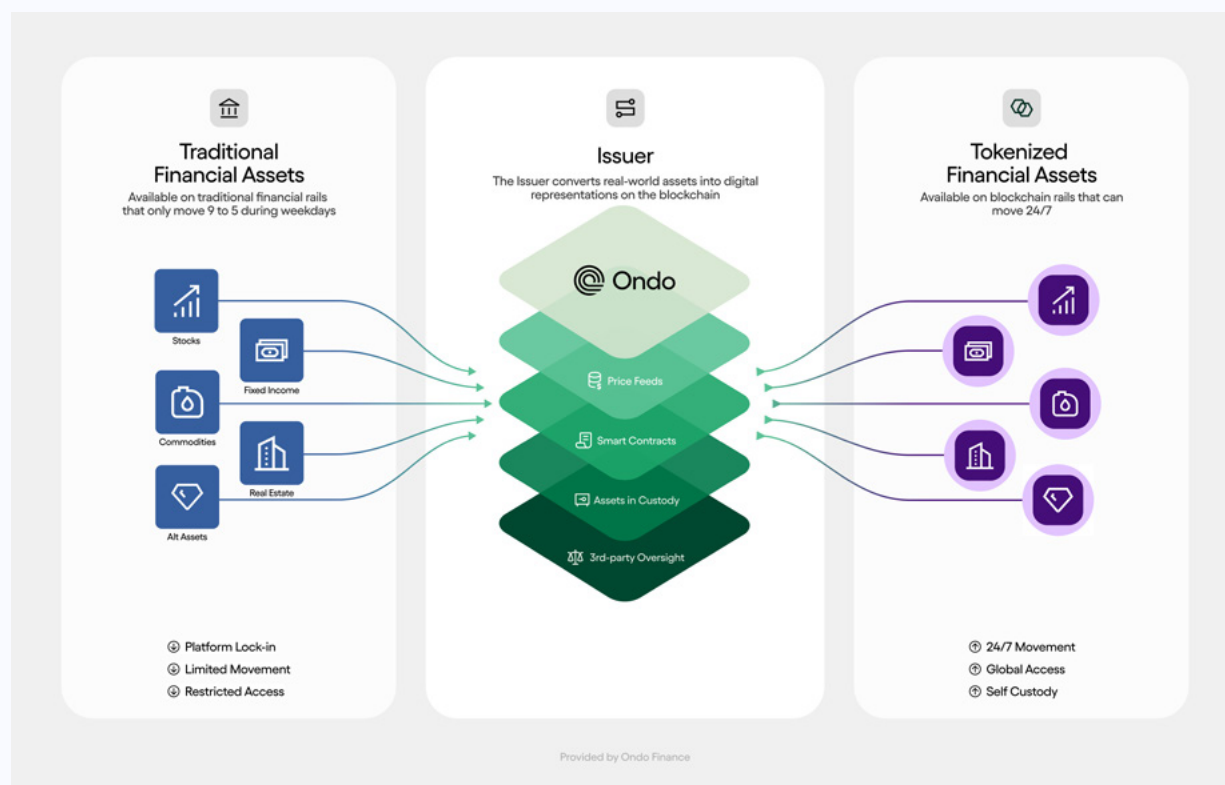 Traditional
Financial Assets
Available on traditional financial rails
that only move 9 to 5 during weekdays
Stocks
Fixed Income
Commodities
Real Estate
Alt Assets
Platform Lock-in
Limited Movement
Restricted Access
Issuer
The Issuer converts real-world assets into digital
representations on the blockchain
Ondo
Price Feeds
Smart Contracts
Assets in Custody
3rd-party Oversight
Tokenized
Financial Assets
Available on blockchain rails that can
move 24/7
24/7 Movement
Global Access
Self Custody
Provided by Ondo Finance